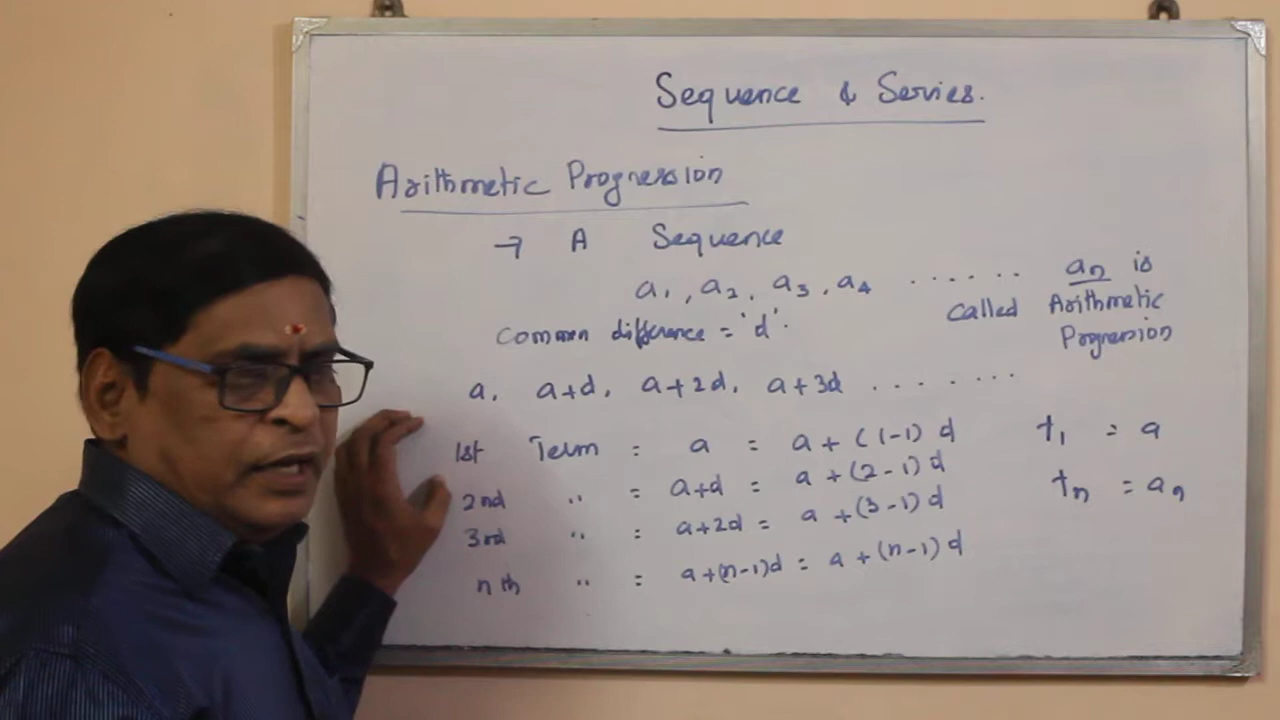 Sequence & Series.
Arithmetic Progression
→ A Sequence
a₁, a₂, a₃, a₄ ...... aₙ is
called Arithmetic
Progression
common difference = 'd'.
a, a+d, a+2d, a+3d .......
1st Term = a = a+(1-1)d t₁ = a
2nd " = a+d = a+(2-1)d tₙ = aₙ
3rd " = a+2d = a+(3-1)d
nth " = a+(n-1)d = a+(n-1)d